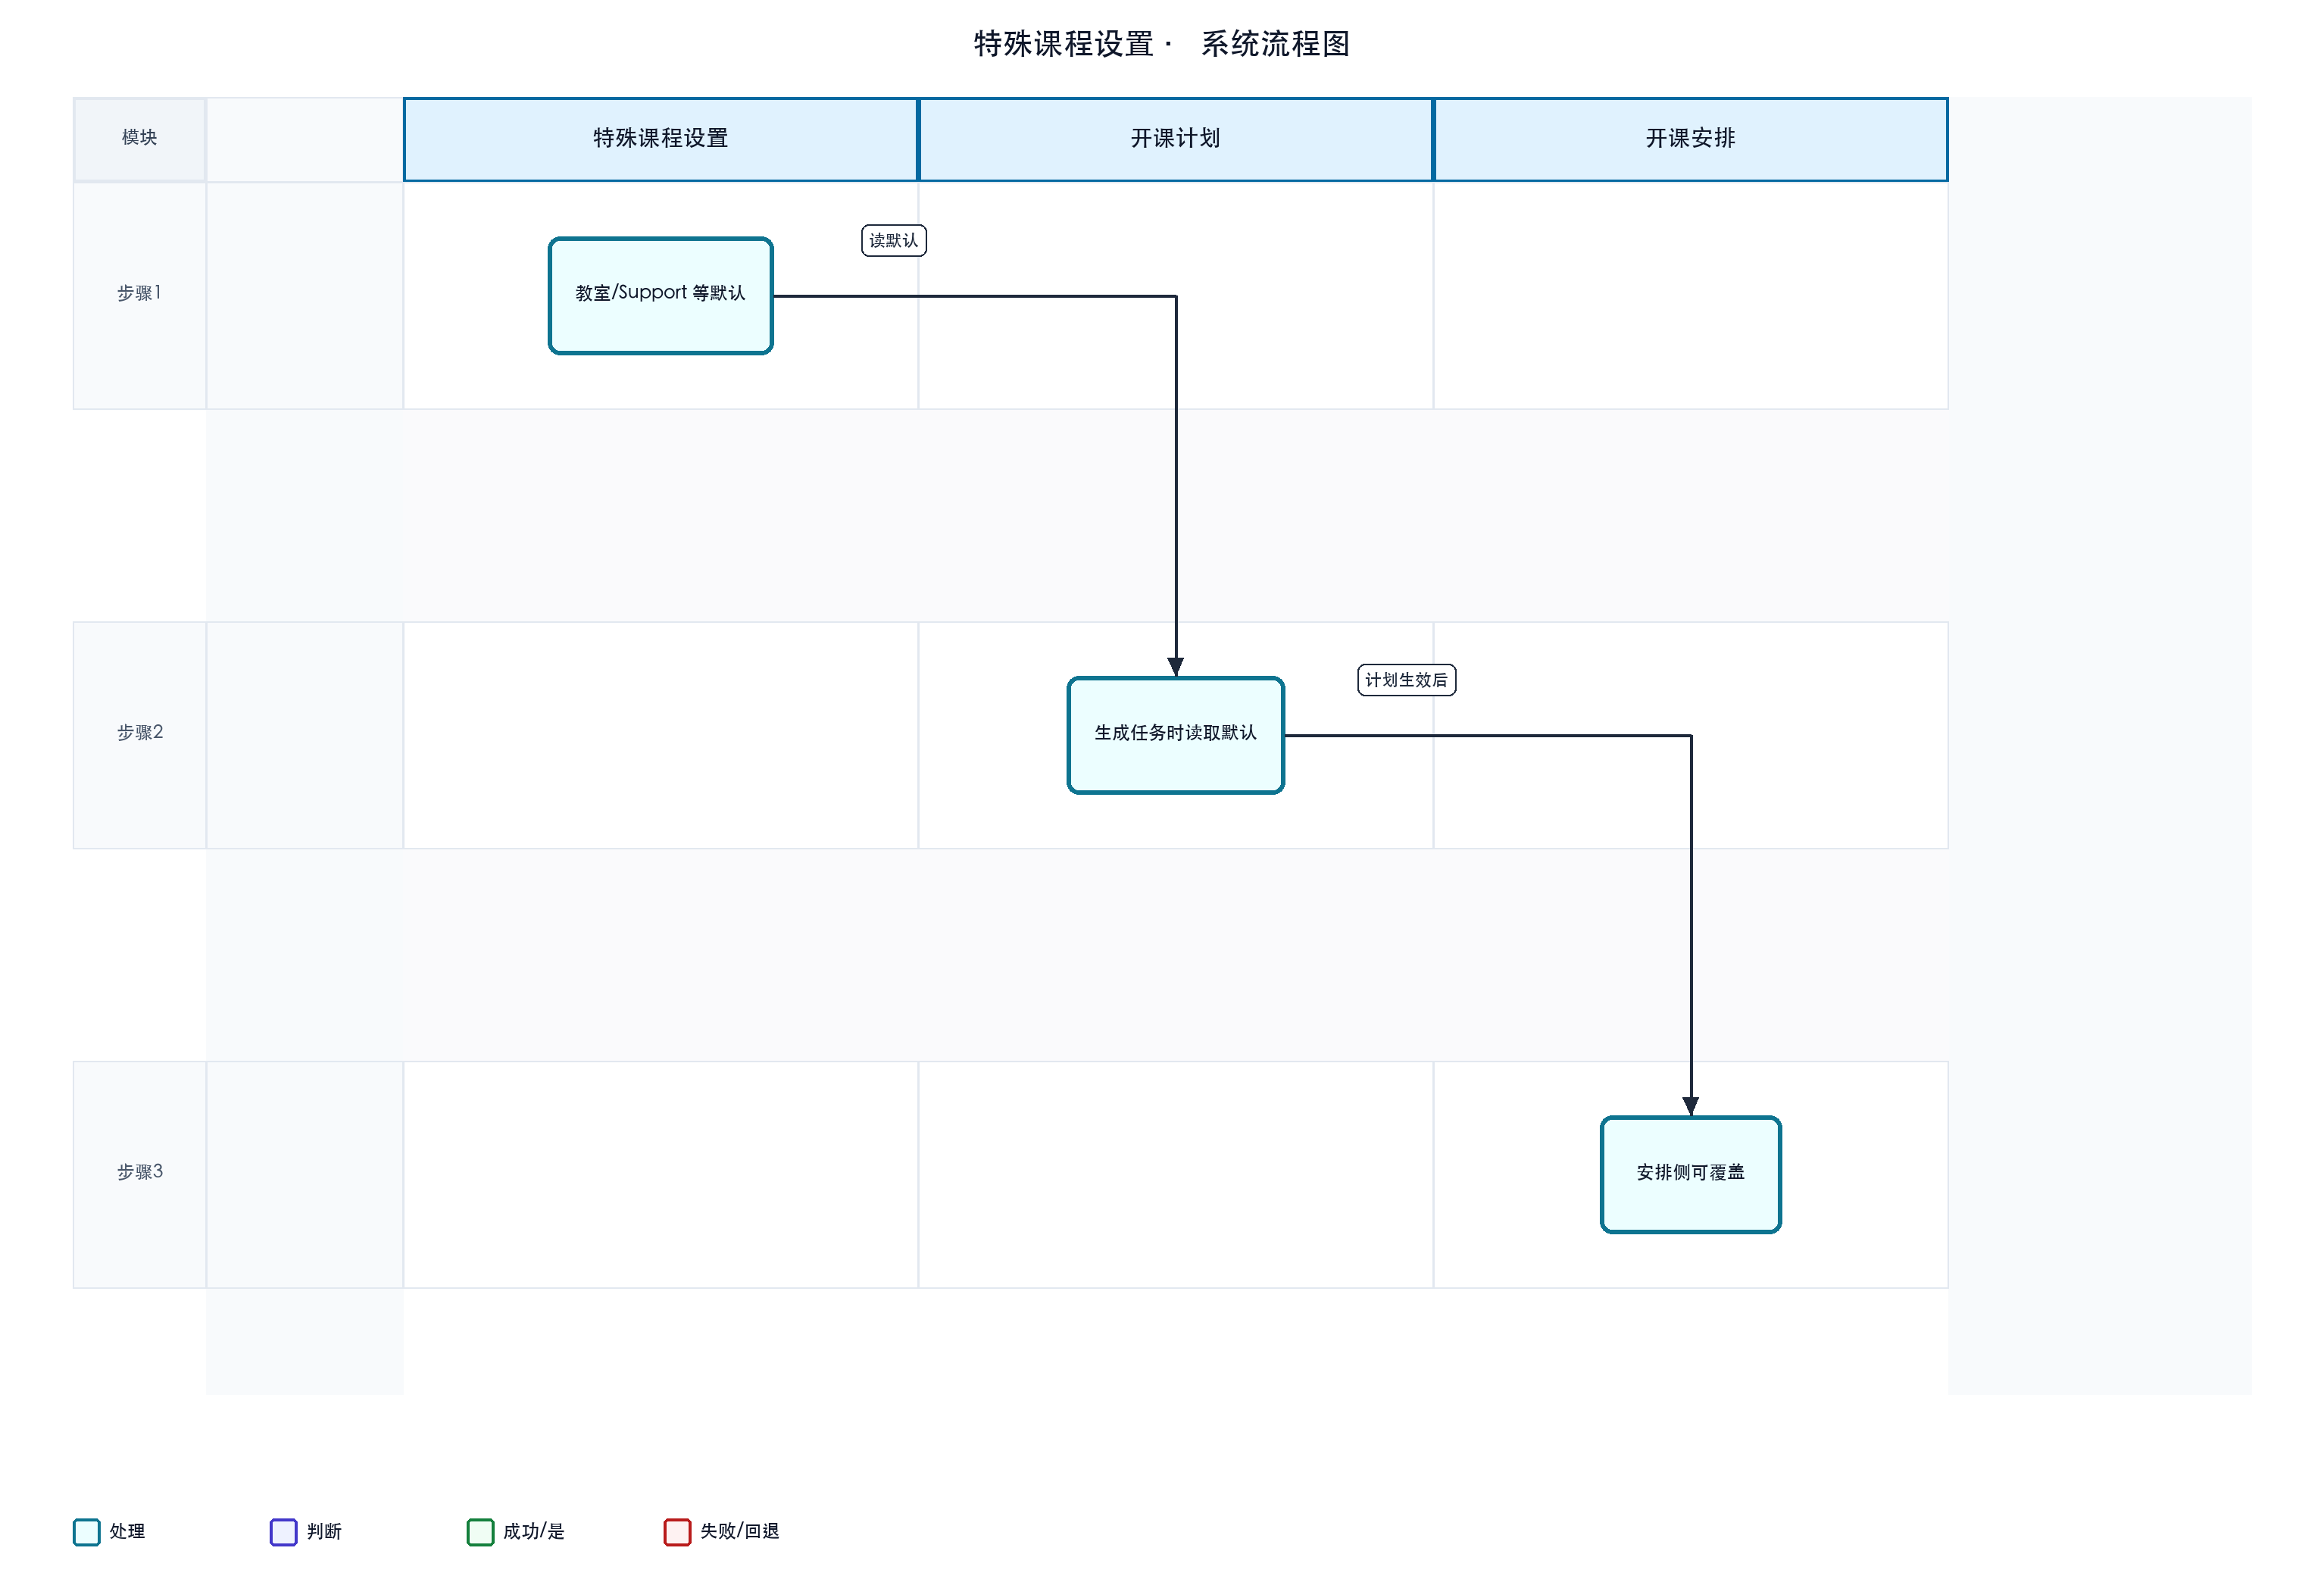 特殊课程设置 · 系统流程图
模块
特殊课程设置
开课计划
开课安排
步骤1
教室/Support 等默认
读默认
步骤2
生成任务时读取默认
计划生效后
步骤3
安排侧可覆盖
处理
判断
成功/是
失败/回退